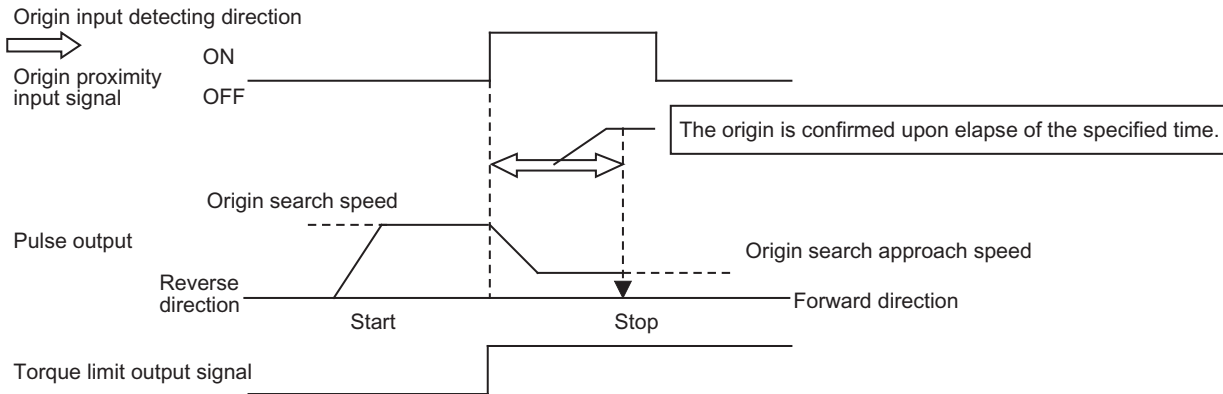 Origin input detecting direction
ON
Origin proximity
input signal
OFF
The origin is confirmed upon elapse of the specified time.
Origin search speed
Pulse output
Origin search approach speed
Reverse
direction
Forward direction
Start
Stop
Torque limit output signal